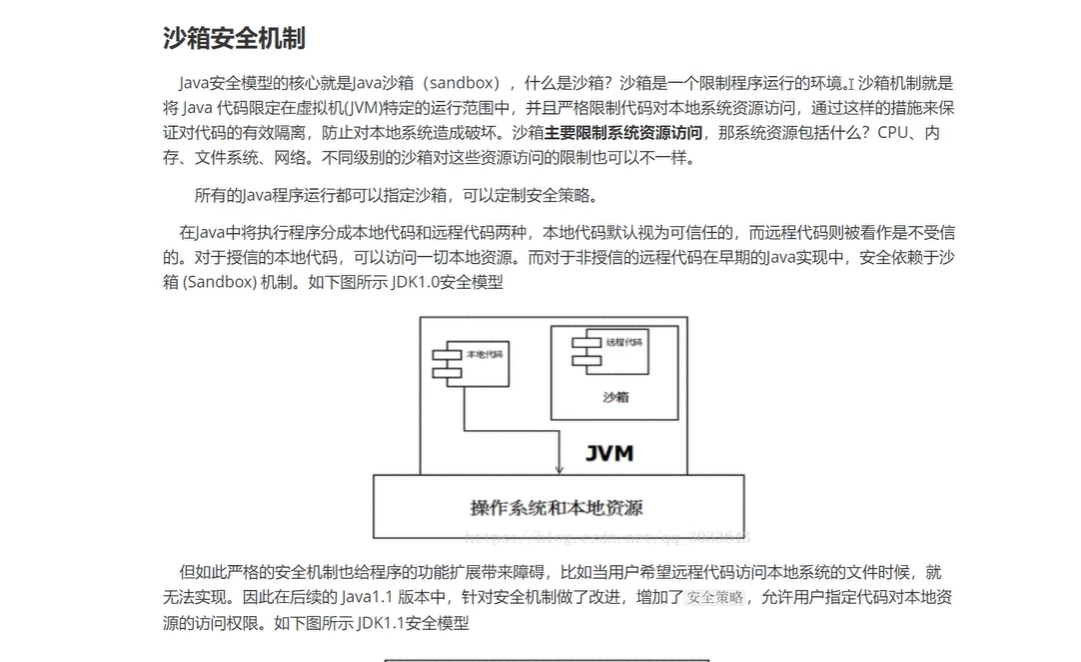 沙箱安全机制
Java安全模型的核心就是Java沙箱（sandbox），什么是沙箱？沙箱是一个限制程序运行的环境。沙箱机制就是
将 Java 代码限定在虚拟机(JVM)特定的运行范围中，并且严格限制代码对本地系统资源访问，通过这样的措施来保
证对代码的有效隔离，防止对本地系统造成破坏。沙箱主要限制系统资源访问，那系统资源包括什么？CPU、内
存、文件系统、网络。不同级别的沙箱对这些资源访问的限制也可以不一样。
所有的Java程序运行都可以指定沙箱，可以定制安全策略。
在Java中将执行程序分成本地代码和远程代码两种，本地代码默认视为可信任的，而远程代码则被看作是不受信
的。对于授信的本地代码，可以访问一切本地资源。而对于非授信的远程代码在早期的Java实现中，安全依赖于沙
箱 (Sandbox) 机制。如下图所示 JDK1.0安全模型
本地代码
远程代码
沙箱
JVM
操作系统和本地资源
但如此严格的安全机制也给程序的功能扩展带来障碍，比如当用户希望远程代码访问本地系统的文件时候，就
无法实现。因此在后续的 Java1.1 版本中，针对安全机制做了改进，增加了安全策略，允许用户指定代码对本地资
源的访问权限。如下图所示 JDK1.1安全模型